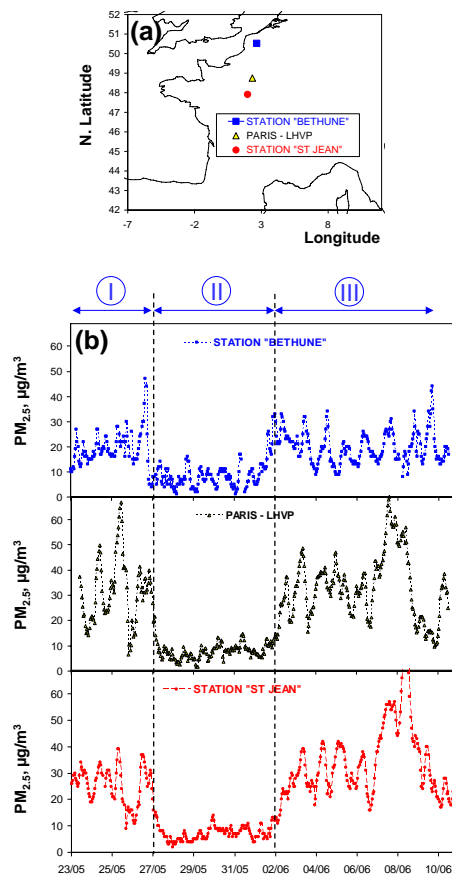 (a)
N. Latitude
52
51
50
49
48
47
46
45
44
43
42
STATION "BETHUNE"
PARIS - LHVP
STATION "ST JEAN"
-7 -2 3 8
Longitude
I II III
(b)
STATION "BETHUNE"
PM2.5, µg/m3
60
50
40
30
20
10
0
PARIS - LHVP
PM2.5, µg/m3
60
50
40
30
20
10
0
STATION "ST JEAN"
PM2.5, µg/m3
60
50
40
30
20
10
0
23/05 25/05 27/05 29/05 31/05 02/06 04/06 06/06 08/06 10/06